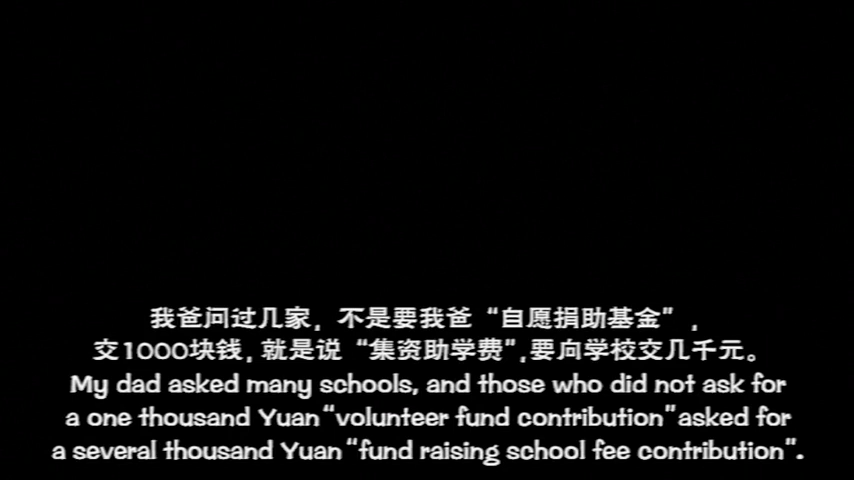 我爸问过几家，不是要我爸“自愿捐助基金”，
交1000块钱，就是说“集资助学费”，要向学校交几千元。
My dad asked many schools, and those who did not ask for
a one thousand Yuan “volunteer fund contribution” asked for
a several thousand Yuan “fund raising school fee contribution”.